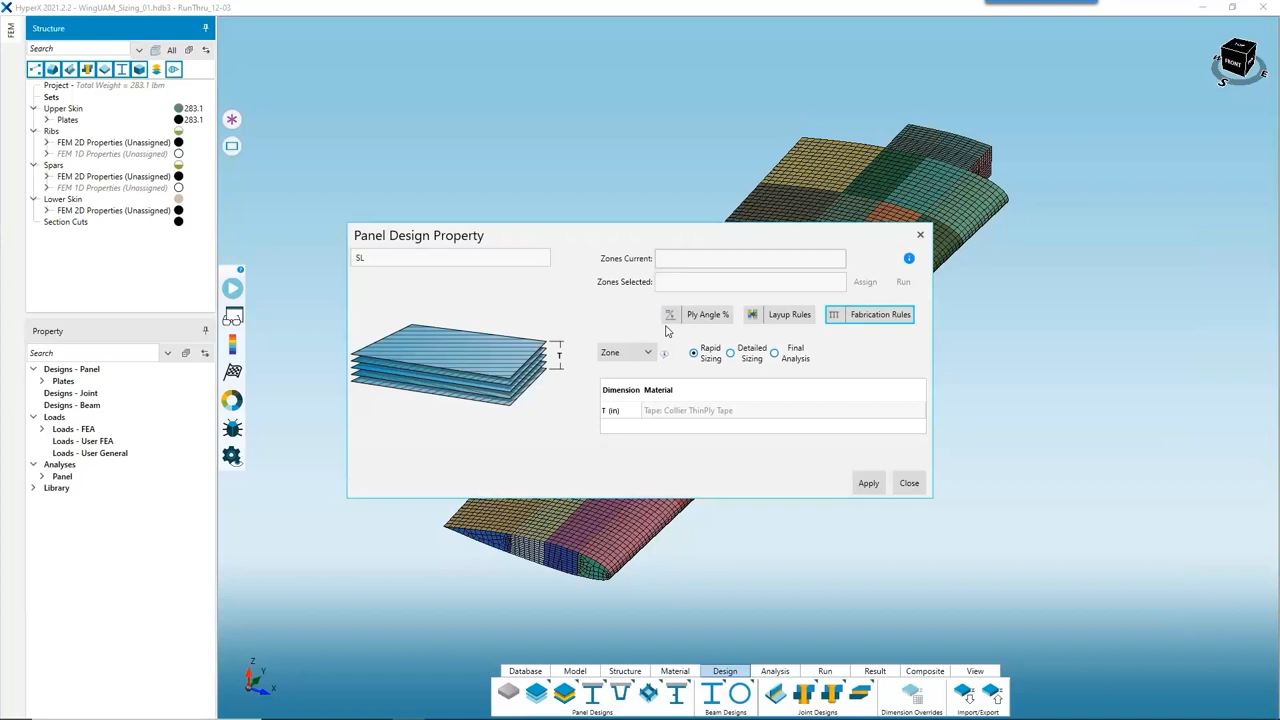 HyperX 2021.2.2 - WingUAM_Sizing_01.hdb3 - RunThru_12-03
FEM
Structure
Search
All
Project - Total Weight = 283.1 lbm
Sets
Upper Skin 283.1
Plates 283.1
Ribs
FEM 2D Properties (Unassigned)
FEM 1D Properties (Unassigned)
Spars
FEM 2D Properties (Unassigned)
FEM 1D Properties (Unassigned)
Lower Skin
FEM 2D Properties (Unassigned)
Section Cuts
Property
Search
Designs - Panel
Plates
Designs - Joint
Designs - Beam
Loads
Loads - FEA
Loads - User FEA
Loads - User General
Analyses
Panel
Library
FRONT
S
E
Panel Design Property
SL
T
Zones Current:
Zones Selected:
Assign Run
Ply Angle %
Layup Rules
Fabrication Rules
Zone
Rapid Sizing
Detailed Sizing
Final Analysis
Dimension Material
T (in) Tape: Collier ThinPly Tape
Apply Close
Z
Y
X
Database Model Structure Material Design Analysis Run Result Composite View
Panel Designs Beam Designs Joint Designs Dimension Overrides Import/Export